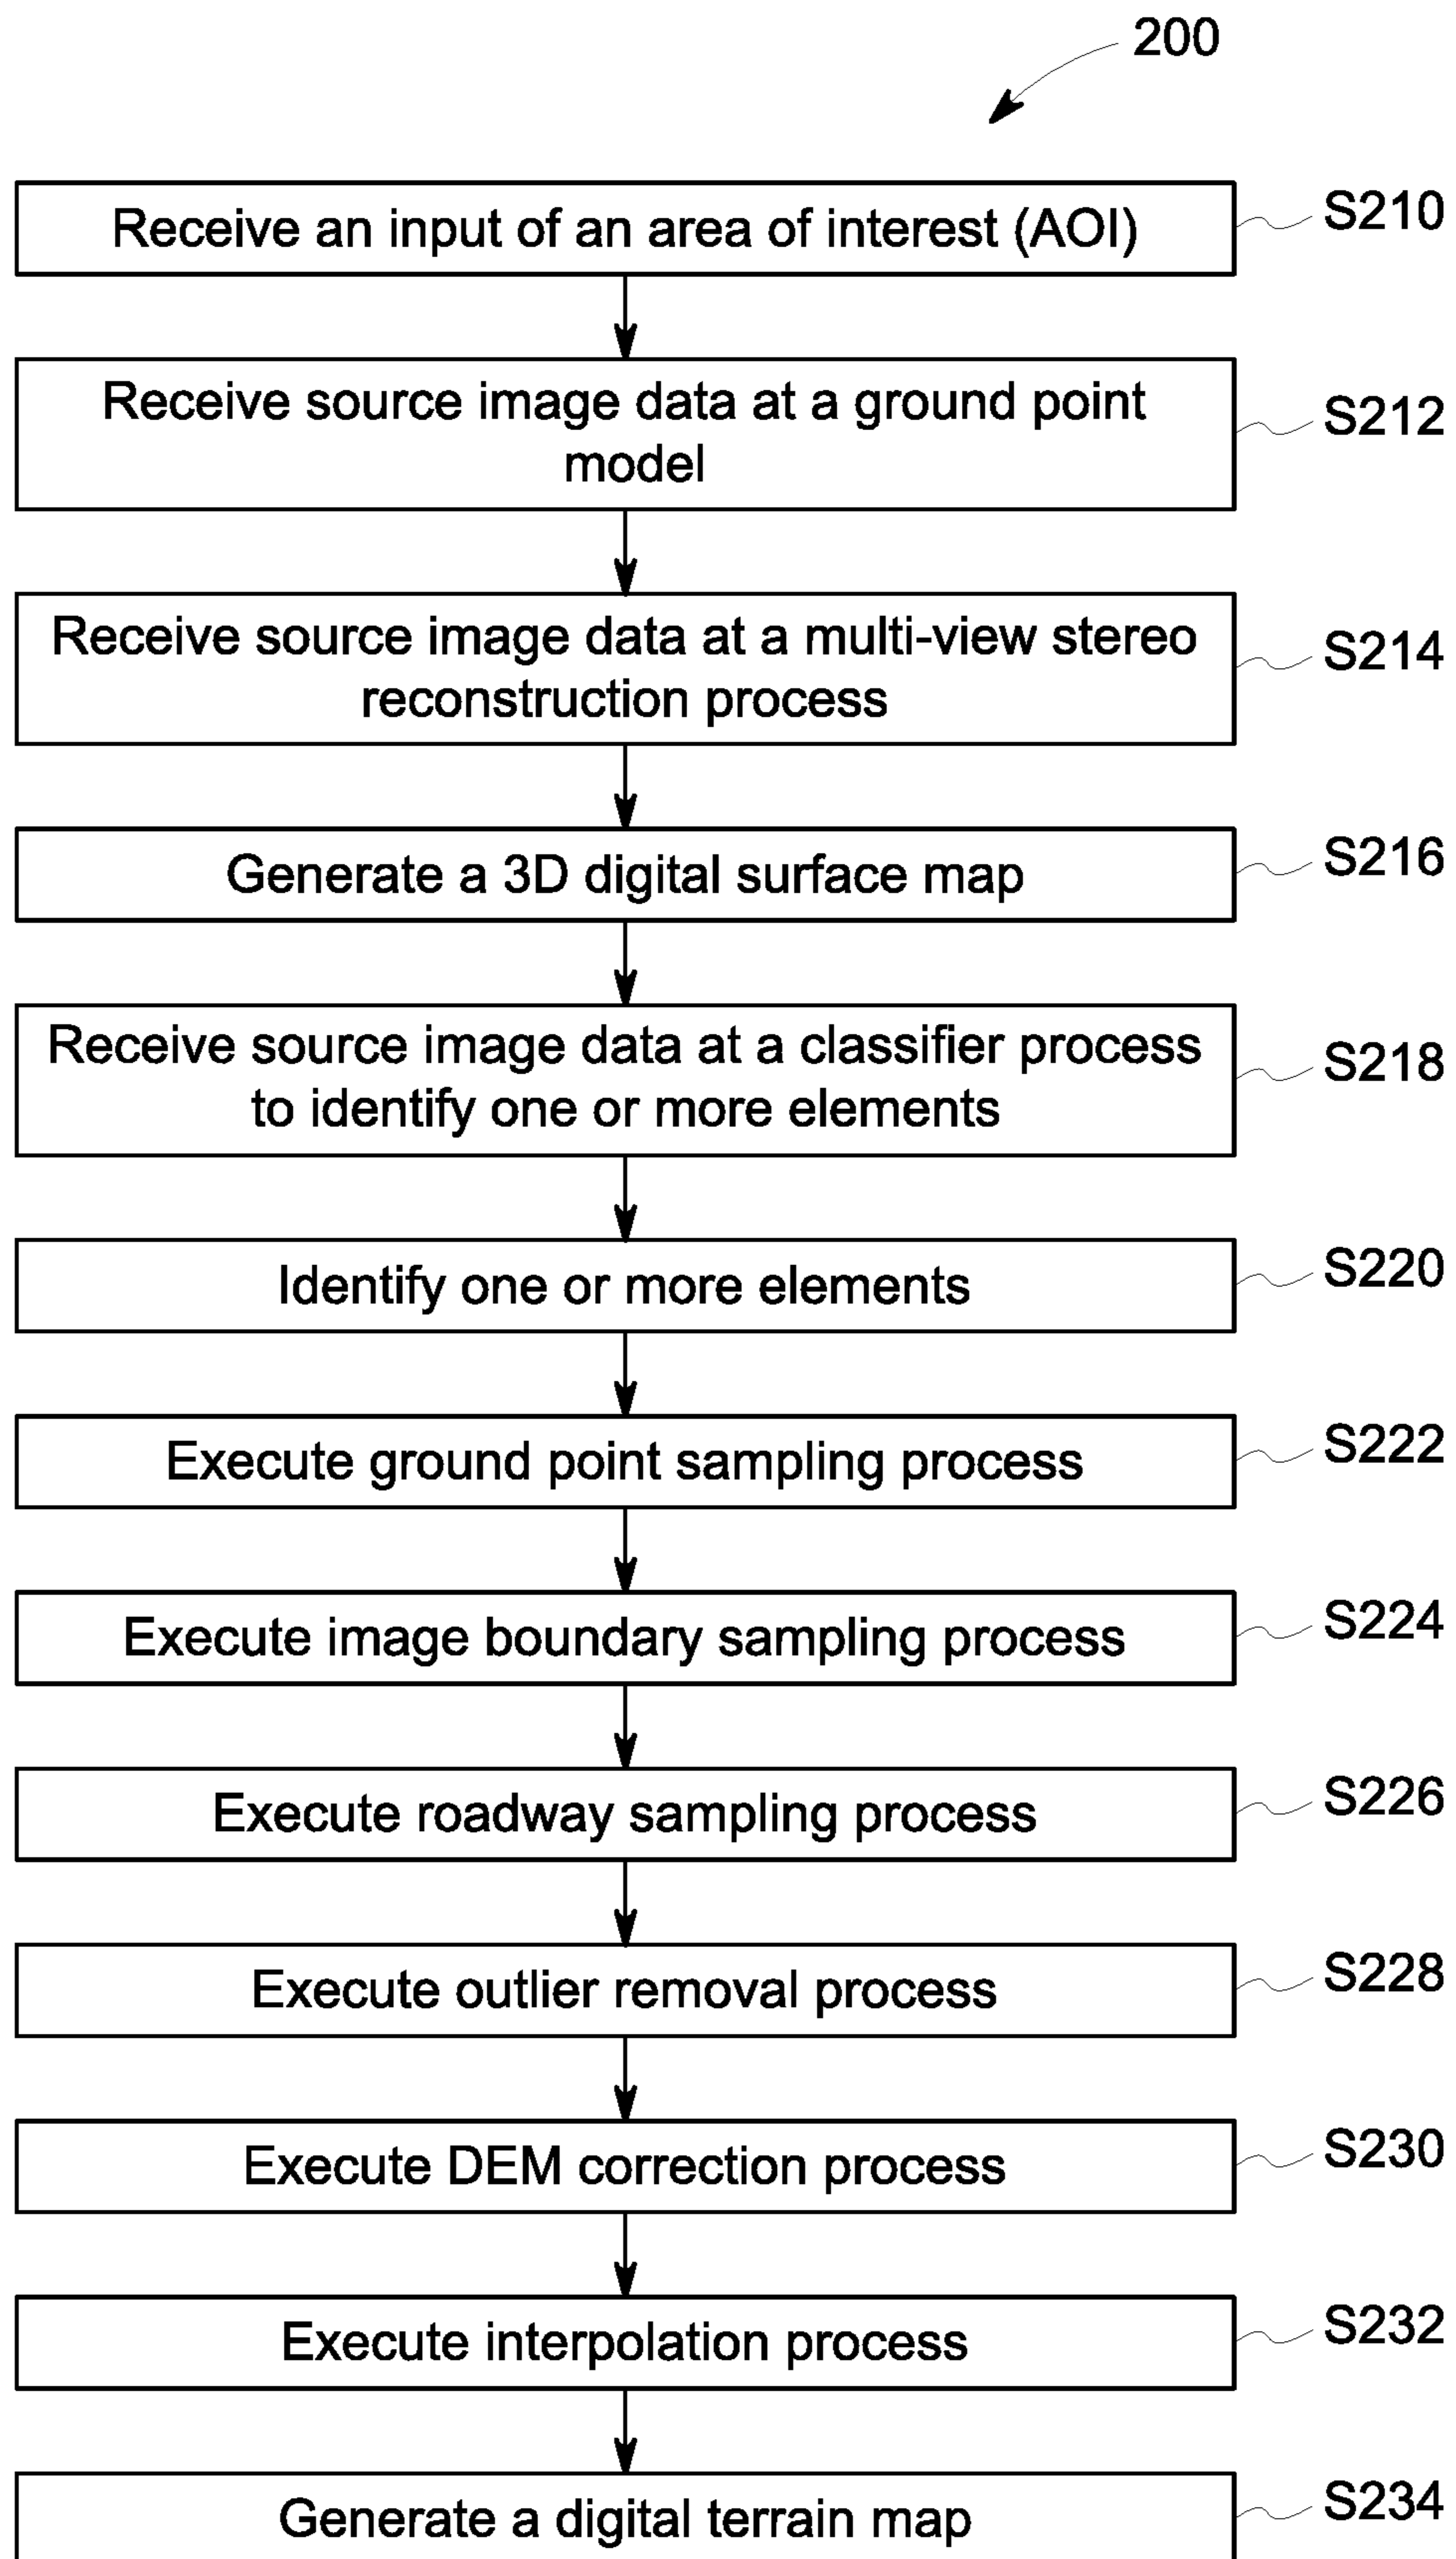 200
Receive an input of an area of interest (AOI)
S210
Receive source image data at a ground point
model
S212
Receive source image data at a multi-view stereo
reconstruction process
S214
Generate a 3D digital surface map
S216
Receive source image data at a classifier process
to identify one or more elements
S218
Identify one or more elements
S220
Execute ground point sampling process
S222
Execute image boundary sampling process
S224
Execute roadway sampling process
S226
Execute outlier removal process
S228
Execute DEM correction process
S230
Execute interpolation process
S232
Generate a digital terrain map
S234